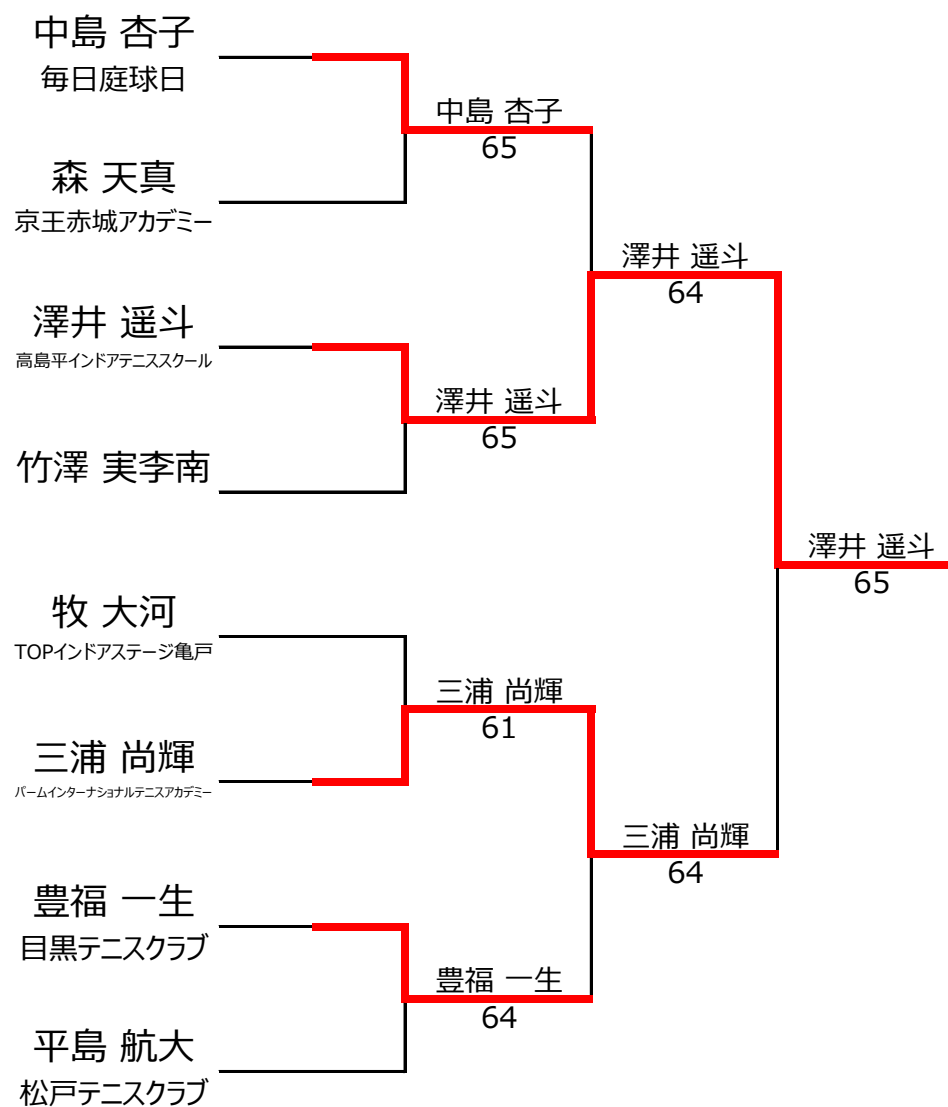 中島 杏子
毎日庭球日
中島 杏子
65
森 天真
京王赤城アカデミー
澤井 遥斗
64
澤井 遥斗
高島平インドアテニススクール
澤井 遥斗
65
竹澤 実李南
澤井 遥斗
65
牧 大河
TOPインドアステージ亀戸
三浦 尚輝
61
三浦 尚輝
パームインターナショナルテニスアカデミー
三浦 尚輝
64
豊福 一生
目黒テニスクラブ
豊福 一生
64
平島 航大
松戸テニスクラブ